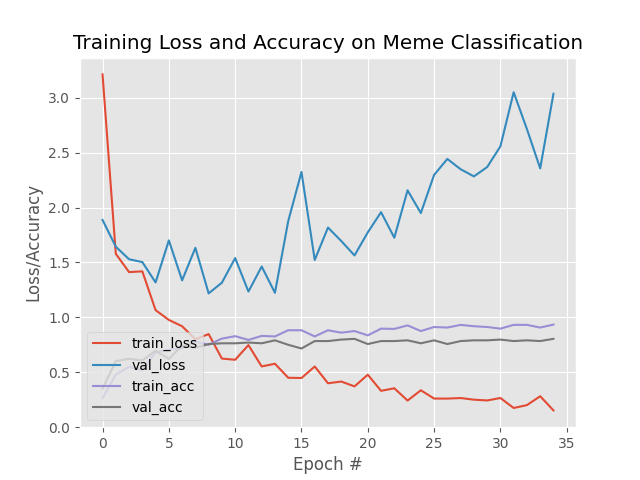 Training Loss and Accuracy on Meme Classification
Loss/Accuracy
3.0
2.5
2.0
1.5
1.0
0.5
0.0
train_loss
val_loss
train_acc
val_acc
0 5 10 15 20 25 30 35
Epoch #